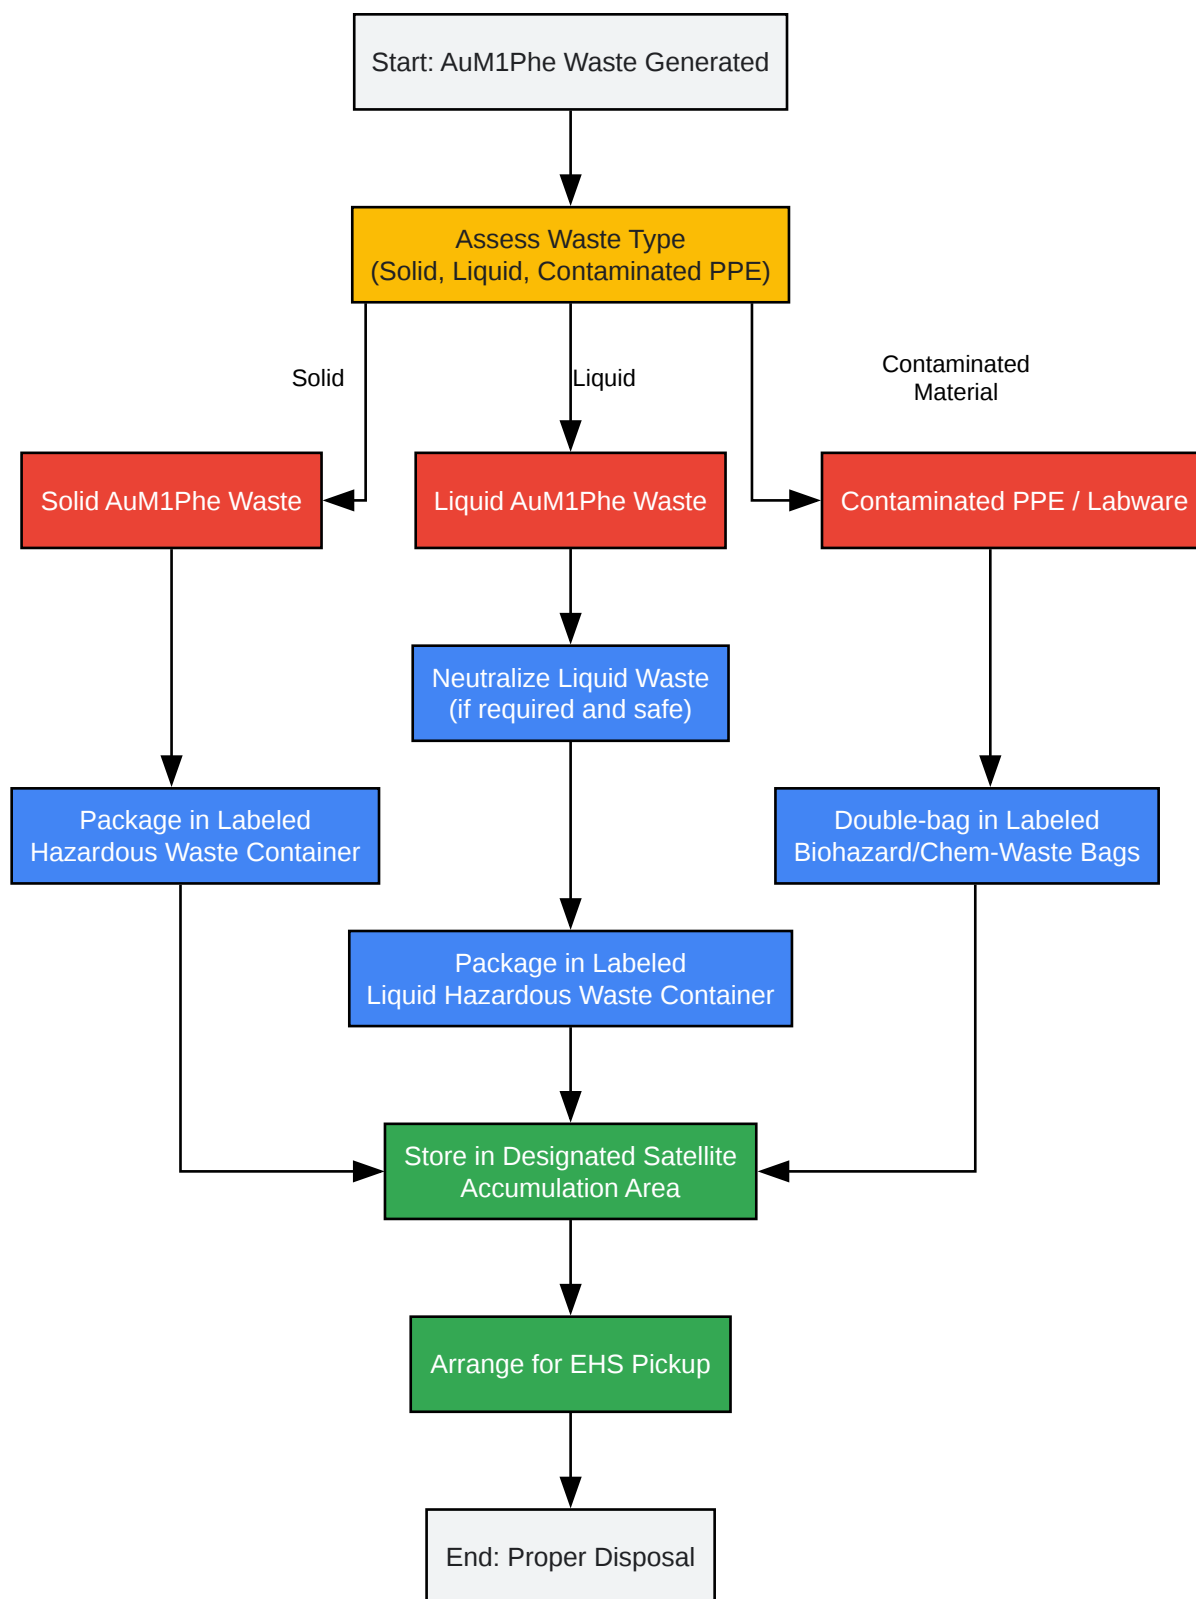 Start: AuM1Phe Waste Generated
Assess Waste Type
(Solid, Liquid, Contaminated PPE)
Solid
Liquid
Contaminated
Material
Solid AuM1Phe Waste
Liquid AuM1Phe Waste
Contaminated PPE / Labware
Neutralize Liquid Waste
(if required and safe)
Package in Labeled
Hazardous Waste Container
Double-bag in Labeled
Biohazard/Chem-Waste Bags
Package in Labeled
Liquid Hazardous Waste Container
Store in Designated Satellite
Accumulation Area
Arrange for EHS Pickup
End: Proper Disposal